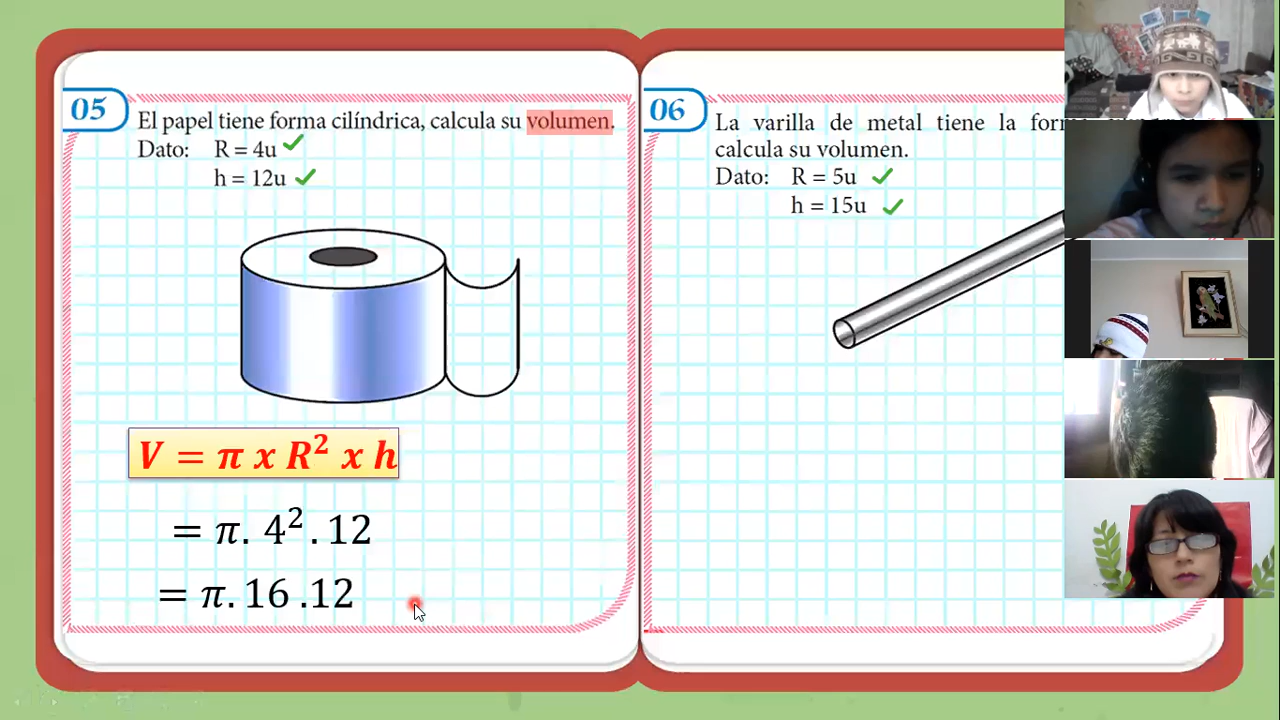 05
El papel tiene forma cilíndrica, calcula su volumen.
Dato: R = 4u
h = 12u
V = π x R² x h
= π. 4² . 12
= π. 16 .12
06
La varilla de metal tiene la
calcula su volumen.
Dato: R = 5u
h = 15u